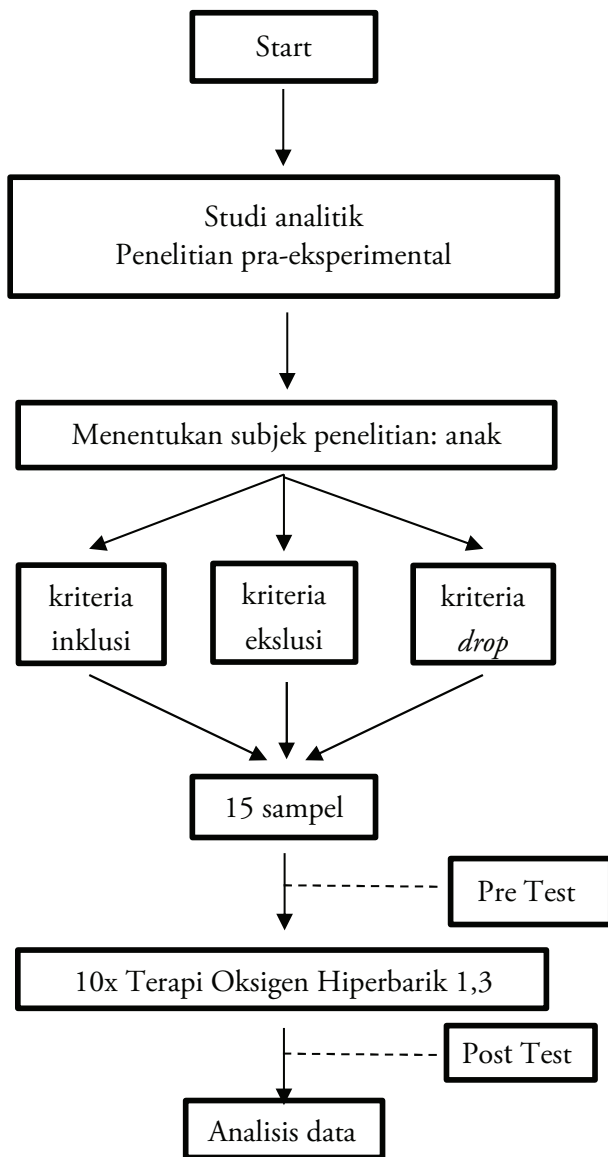 Start
Studi analitik
Penelitian pra-eksperimental
Menentukan subjek penelitian: anak
kriteria
inklusi
kriteria
ekslusi
kriteria
drop
15 sampel
Pre Test
10x Terapi Oksigen Hiperbarik 1,3
Post Test
Analisis data